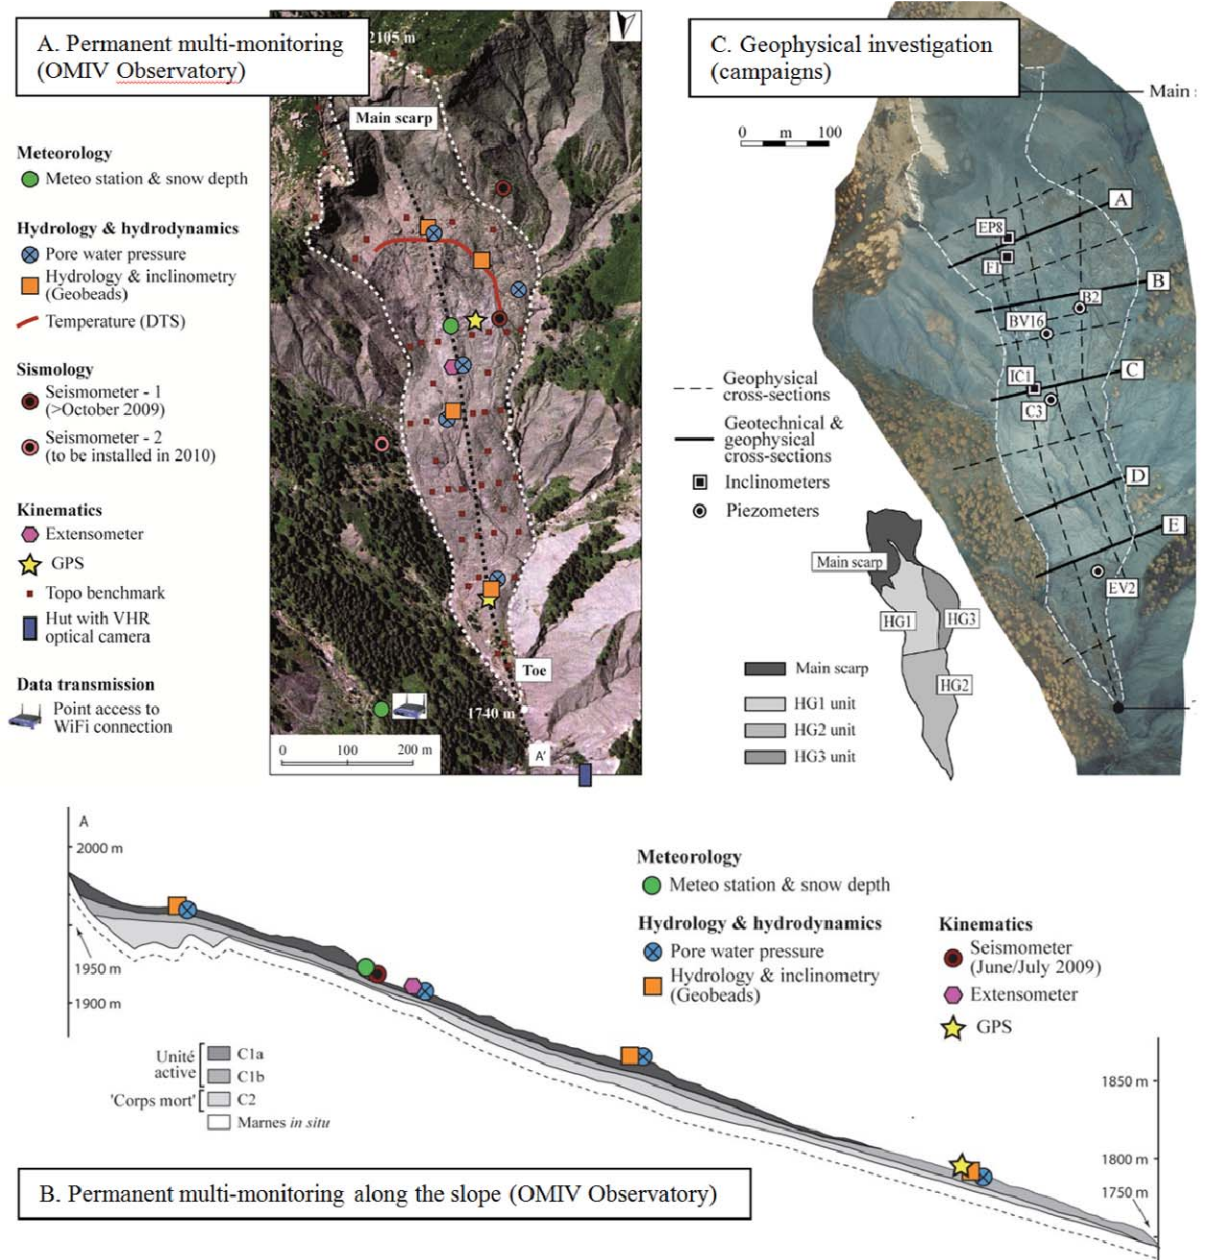 A. Permanent multi-monitoring
(OMIV Observatory)
2105 m
Main scarp
Meteorology
Meteo station & snow depth
Hydrology & hydrodynamics
Pore water pressure
Hydrology & inclinometry
(Geobeads)
Temperature (DTS)
Sismology
Seismometer - 1
(>October 2009)
Seismometer - 2
(to be installed in 2010)
Kinematics
Extensometer
GPS
Topo benchmark
Hut with VHR
optical camera
Data transmission
Point access to
WiFi connection
Toe
1740 m
A'
0 100 200 m
C. Geophysical investigation
(campaigns)
Main
0 m 100
A
EP8
F1
B
B2
BV16
IC1
C
C3
D
E
EV2
Geophysical
cross-sections
Geotechnical &
geophysical
cross-sections
Inclinometers
Piezometers
Main scarp
HG1
HG3
HG2
Main scarp
HG1 unit
HG2 unit
HG3 unit
A
2000 m
1950 m
1900 m
Unité
active
C1a
C1b
'Corps mort'
C2
Marnes in situ
Meteorology
Meteo station & snow depth
Hydrology & hydrodynamics
Pore water pressure
Hydrology & inclinometry
(Geobeads)
Kinematics
Seismometer
(June/July 2009)
Extensometer
GPS
1850 m
1800 m
1750 m
B. Permanent multi-monitoring along the slope (OMIV Observatory)